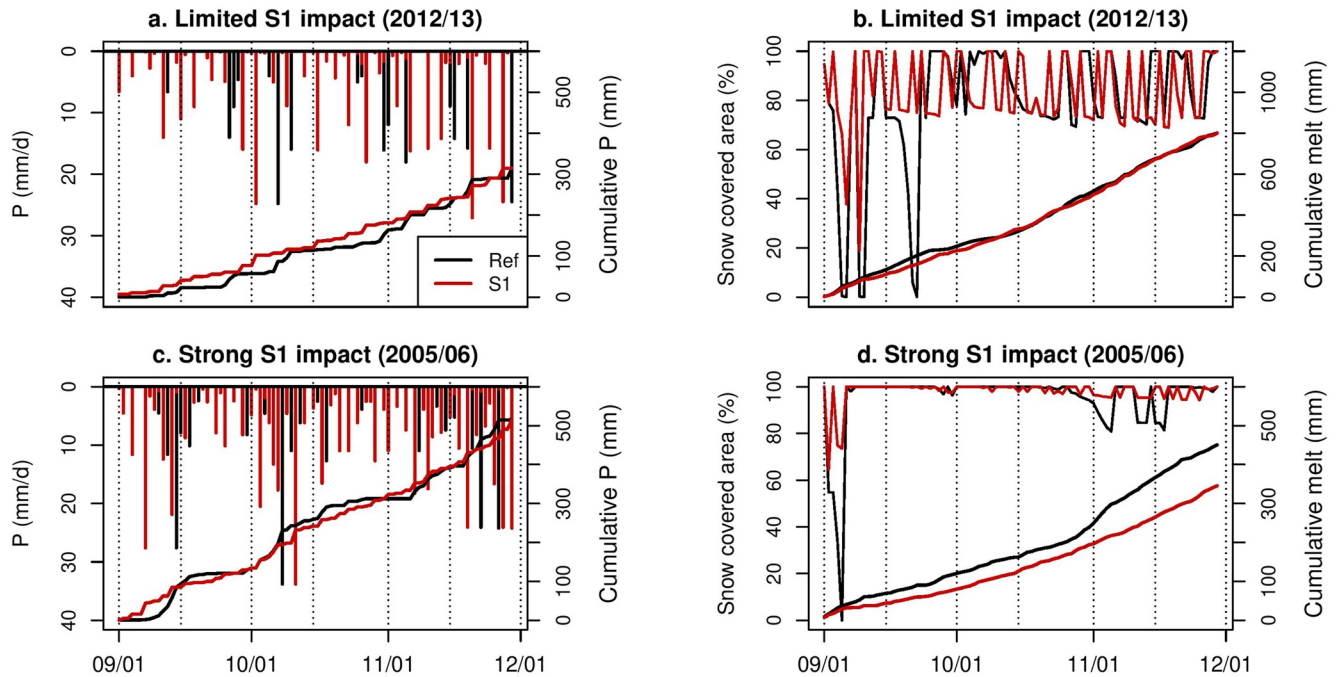 a. Limited S1 impact (2012/13)
P (mm/d)
0
10
20
30
40
Cumulative P (mm)
500
300
100
0
Ref
S1
b. Limited S1 impact (2012/13)
Snow covered area (%)
100
80
60
40
20
0
Cumulative melt (mm)
1000
600
200
0
c. Strong S1 impact (2005/06)
P (mm/d)
0
10
20
30
40
Cumulative P (mm)
500
300
100
0
09/01 10/01 11/01 12/01
d. Strong S1 impact (2005/06)
Snow covered area (%)
100
80
60
40
20
0
Cumulative melt (mm)
500
300
100
0
09/01 10/01 11/01 12/01